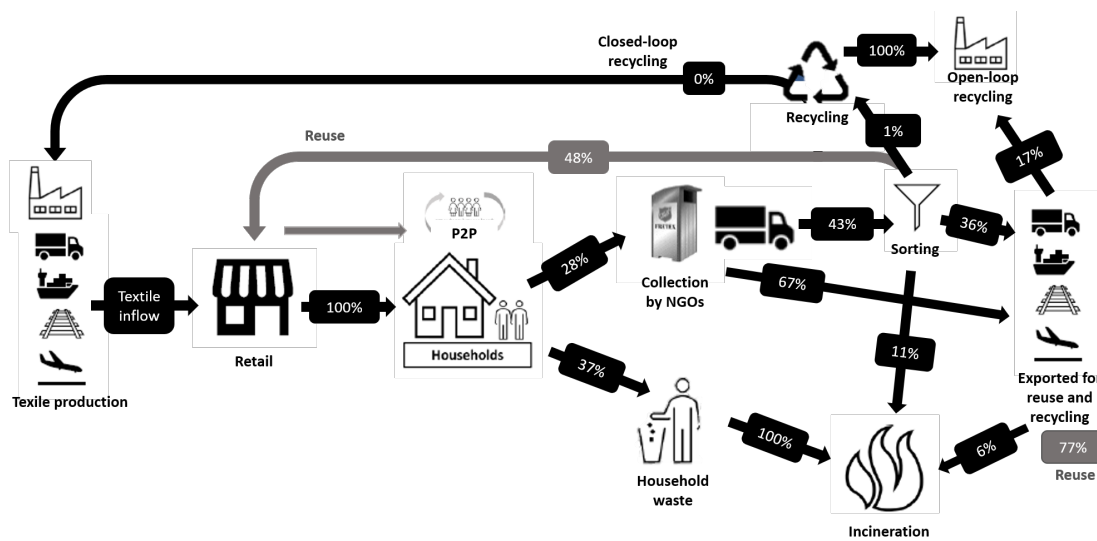 Closed-loop
recycling
0%
100%
Open-loop
recycling
Recycling
1%
17%
Reuse
48%
P2P
28%
43%
Sorting
36%
Collection
by NGOs
67%
Textile
inflow
100%
Households
Retail
37%
11%
Texile production
Exported for
reuse and
recycling
100%
6%
77%
Reuse
Household
waste
Incineration